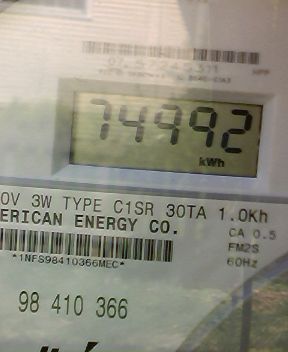 74992
kWh
0V 3W TYPE C1SR 30TA 1.0Kh
ERICAN ENERGY CO.
CA 0.5
FM2S
60Hz
*1NFS98410366MEC*
98 410 366